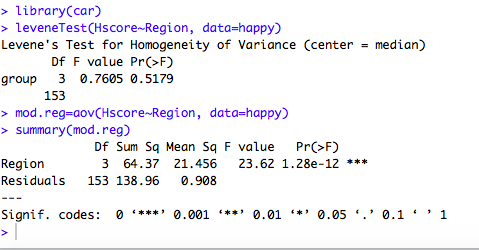 > library(car)
> leveneTest(Hscore~Region, data=happy)
Levene's Test for Homogeneity of Variance (center = median)
       Df F value Pr(>F)
group   3  0.7605 0.5179
      153
> mod.reg=aov(Hscore~Region, data=happy)
> summary(mod.reg)
             Df Sum Sq Mean Sq F value   Pr(>F)
Region        3  64.37  21.456   23.62 1.28e-12 ***
Residuals   153 138.96   0.908
---
Signif. codes:  0 ‘***’ 0.001 ‘**’ 0.01 ‘*’ 0.05 ‘.’ 0.1 ‘ ’ 1
>